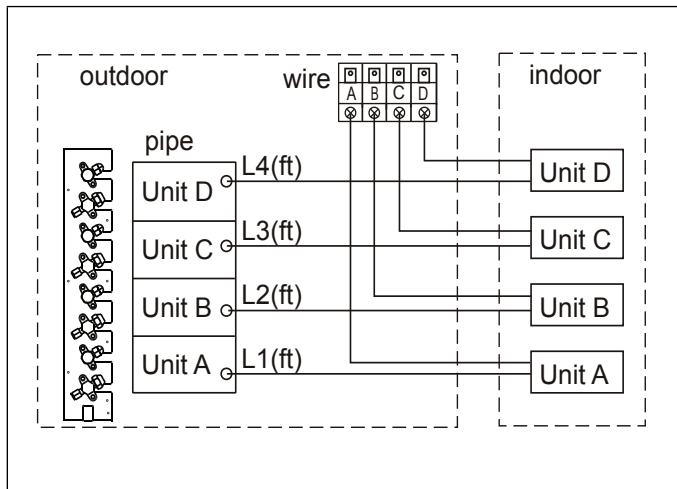 outdoor
wire
indoor
A B C D
pipe
Unit D
L4(ft)
Unit D
Unit C
L3(ft)
Unit C
Unit B
L2(ft)
Unit B
Unit A
L1(ft)
Unit A